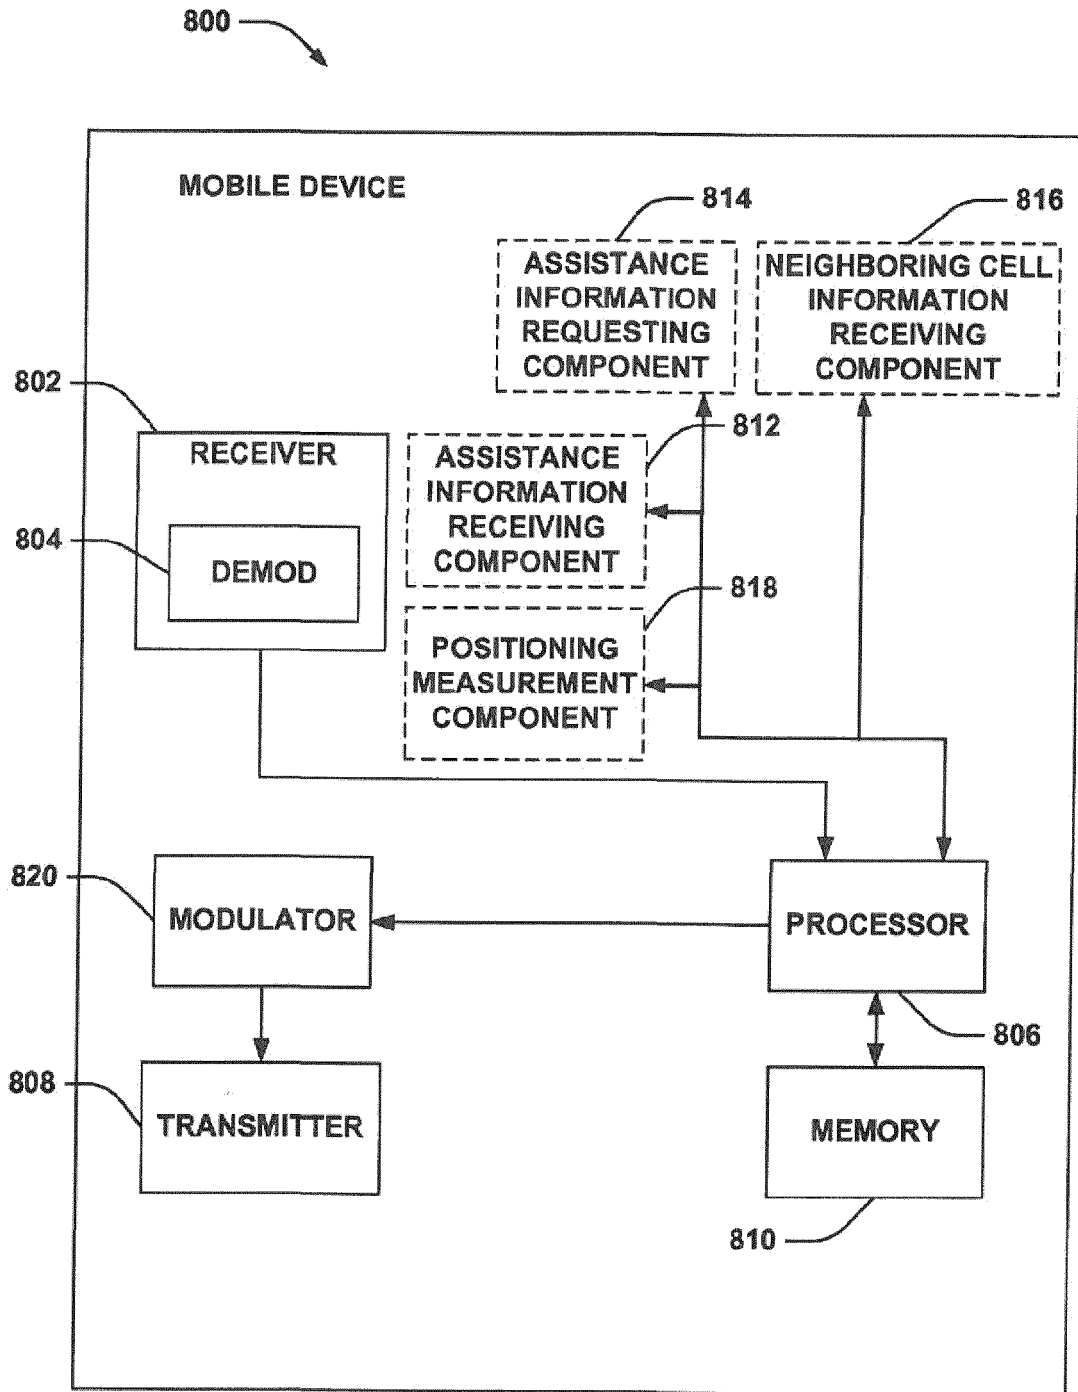 800
MOBILE DEVICE
814
816
ASSISTANCE
INFORMATION
REQUESTING
COMPONENT
NEIGHBORING CELL
INFORMATION
RECEIVING
COMPONENT
802
RECEIVER
812
ASSISTANCE
INFORMATION
RECEIVING
COMPONENT
804
DEMOD
818
POSITIONING
MEASUREMENT
COMPONENT
820
MODULATOR
PROCESSOR
806
808
TRANSMITTER
MEMORY
810